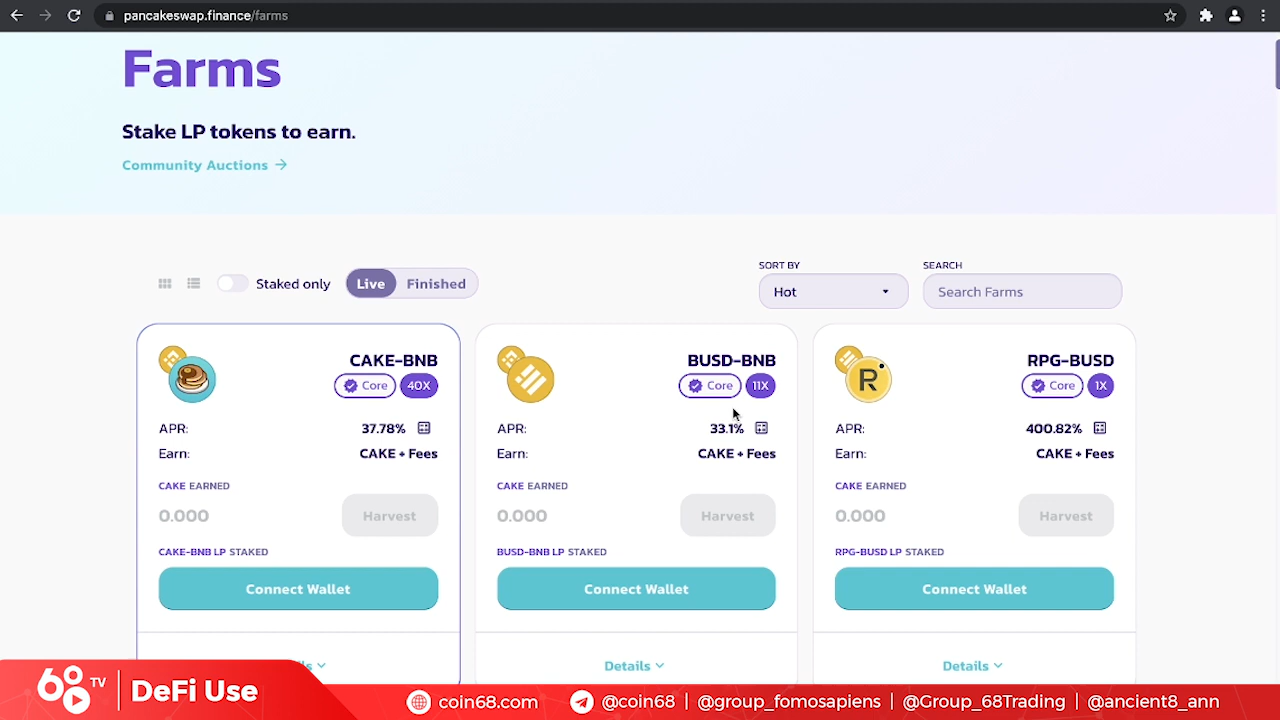 pancakeswap.finance/farms
Farms
Stake LP tokens to earn.
Community Auctions →
Staked only
Live
Finished
SORT BY
Hot
SEARCH
Search Farms
CAKE-BNB
Core
40X
APR:
37.78%
Earn:
CAKE + Fees
CAKE EARNED
0.000
Harvest
CAKE-BNB LP STAKED
Connect Wallet
BUSD-BNB
Core
11X
APR:
33.1%
Earn:
CAKE + Fees
CAKE EARNED
0.000
Harvest
BUSD-BNB LP STAKED
Connect Wallet
Details
R
RPG-BUSD
Core
1X
APR:
400.82%
Earn:
CAKE + Fees
CAKE EARNED
0.000
Harvest
RPG-BUSD LP STAKED
Connect Wallet
Details
68 TV | DeFi Use
coin68.com
@coin68 | @group_fomosapiens | @Group_68Trading | @ancient8_ann